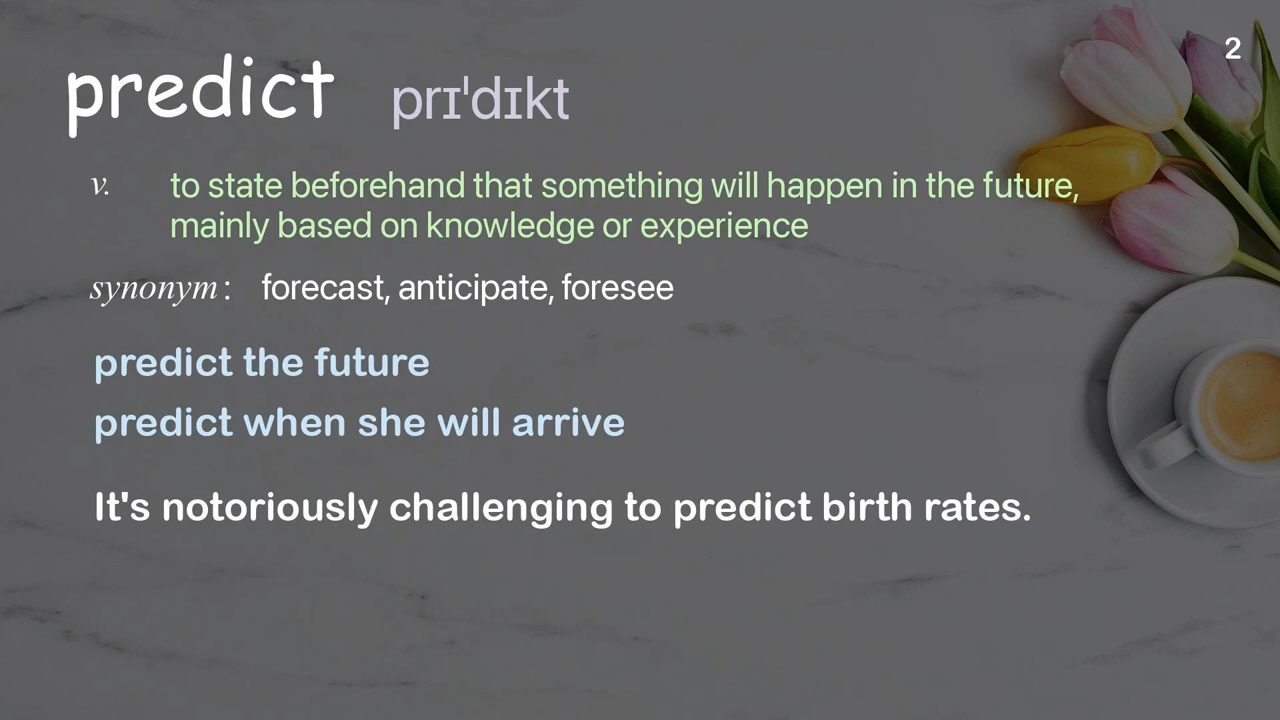 2
predict prɪˈdɪkt
v. to state beforehand that something will happen in the future,
mainly based on knowledge or experience
synonym: forecast, anticipate, foresee
predict the future
predict when she will arrive
It's notoriously challenging to predict birth rates.